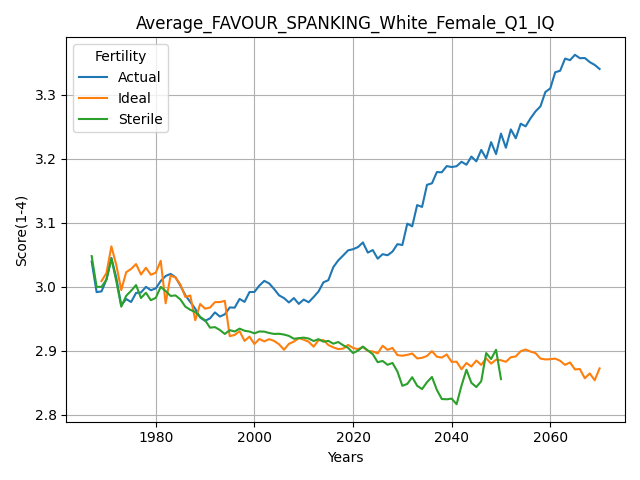 Average_FAVOUR_SPANKING_White_Female_Q1_IQ
Fertility
Actual
Ideal
Sterile
Score(1-4)
3.3
3.2
3.1
3.0
2.9
2.8
1980
2000
2020
2040
2060
Years